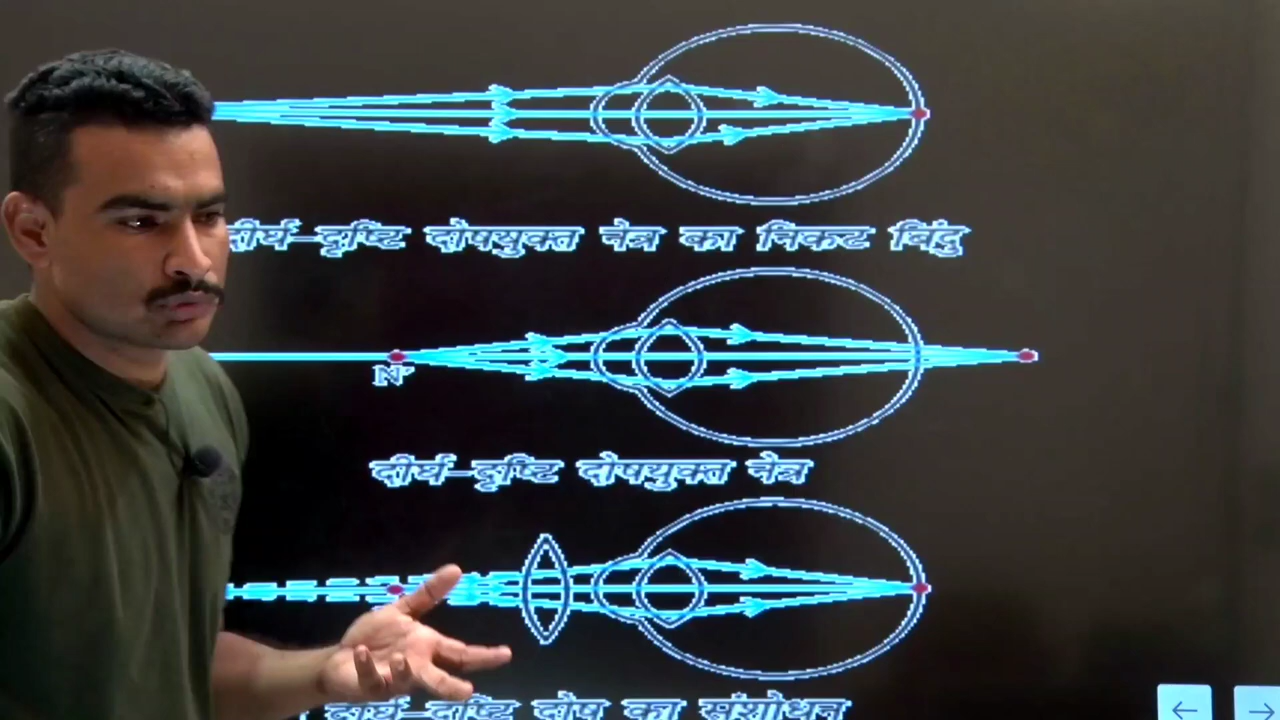 दीर्घ-दृष्टि दोषयुक्त नेत्र का निकट बिंदु
N'
दीर्घ-दृष्टि दोषयुक्त नेत्र
दीर्घ-दृष्टि दोष का संशोधन